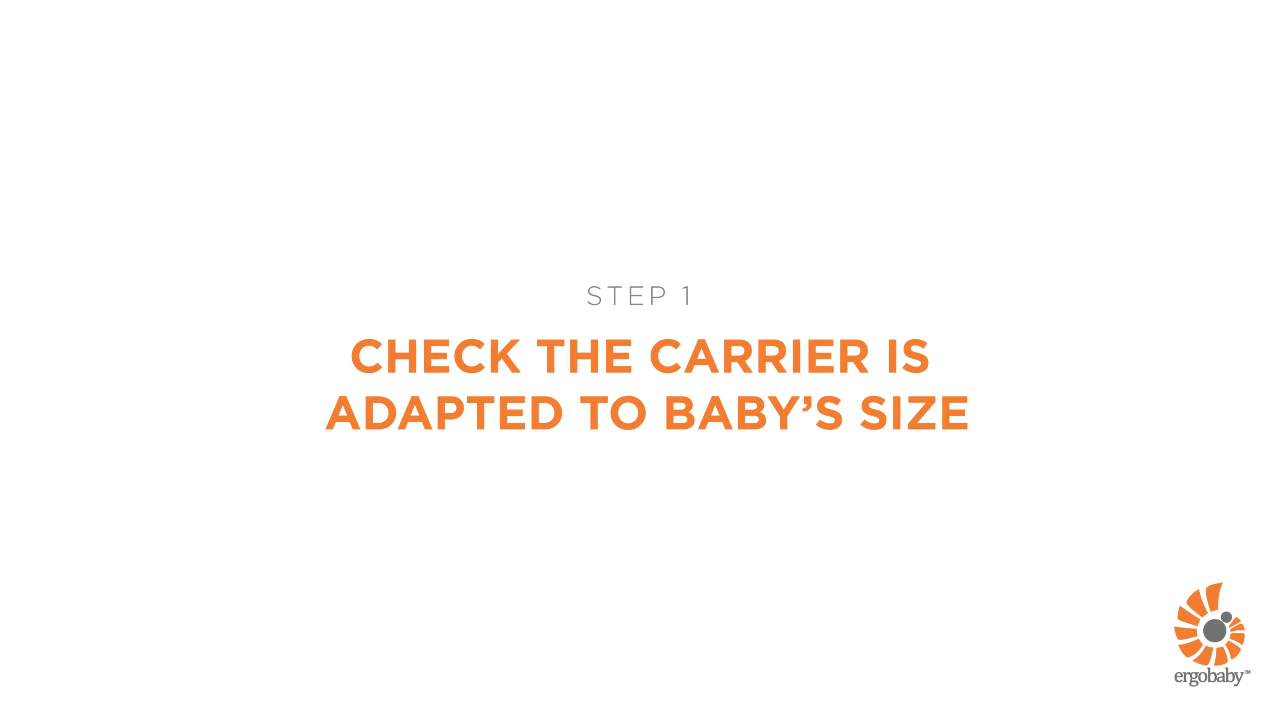 STEP 1
CHECK THE CARRIER IS
ADAPTED TO BABY’S SIZE
ergobaby™